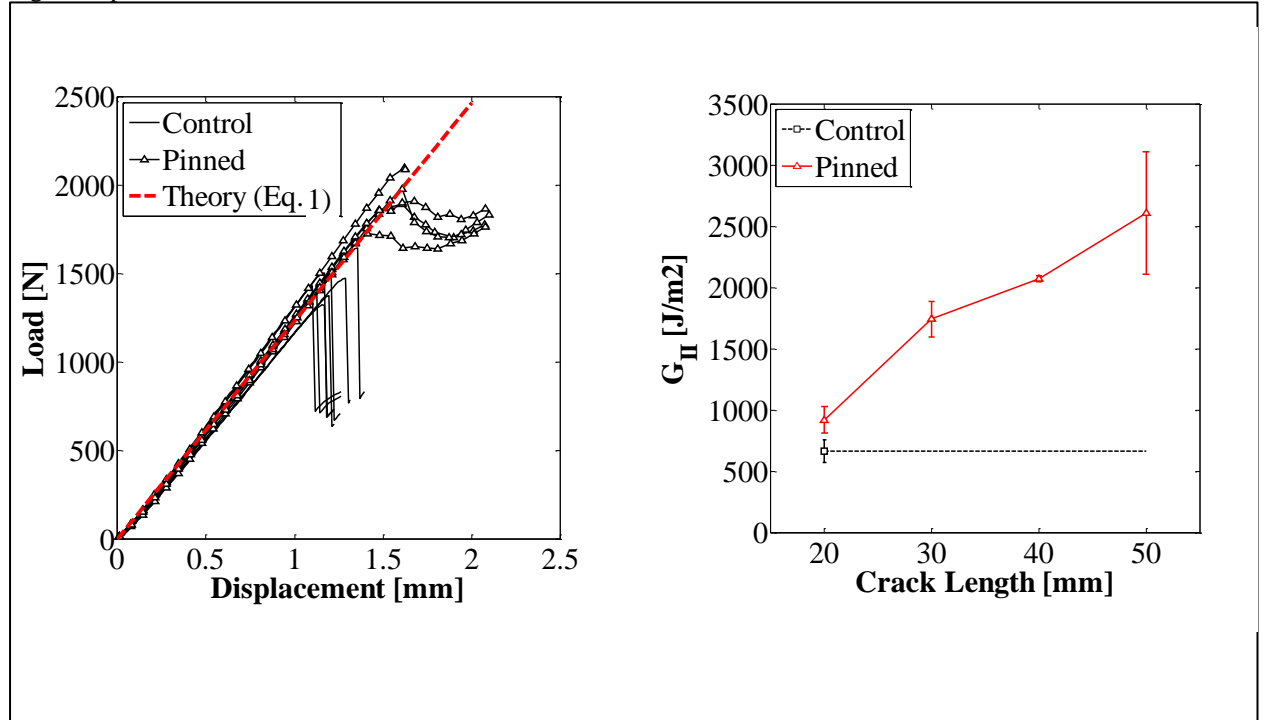 2500
2000
1500
1000
500
0
Load [N]
Control
Pinned
Theory (Eq. 1)
0
0.5
1
1.5
2
2.5
Displacement [mm]
3500
3000
2500
2000
1500
1000
500
0
G_II [J/m2]
Control
Pinned
20
30
40
50
Crack Length [mm]